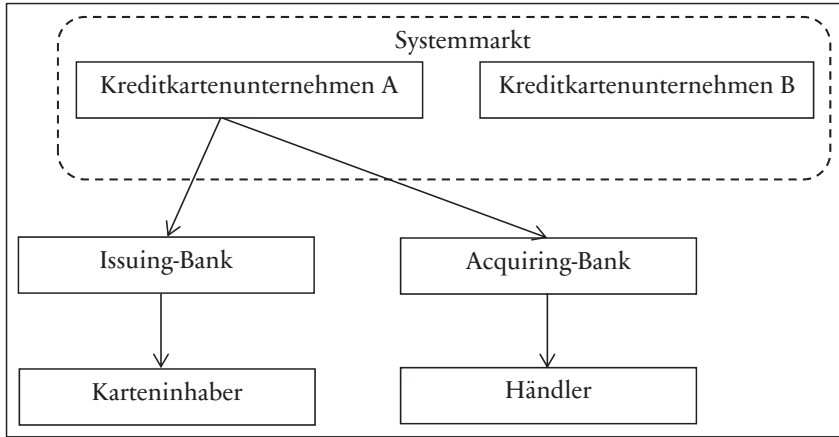 Systemmarkt
Kreditkartenunternehmen A
Kreditkartenunternehmen B
Issuing-Bank
Acquiring-Bank
Karteninhaber
Händler